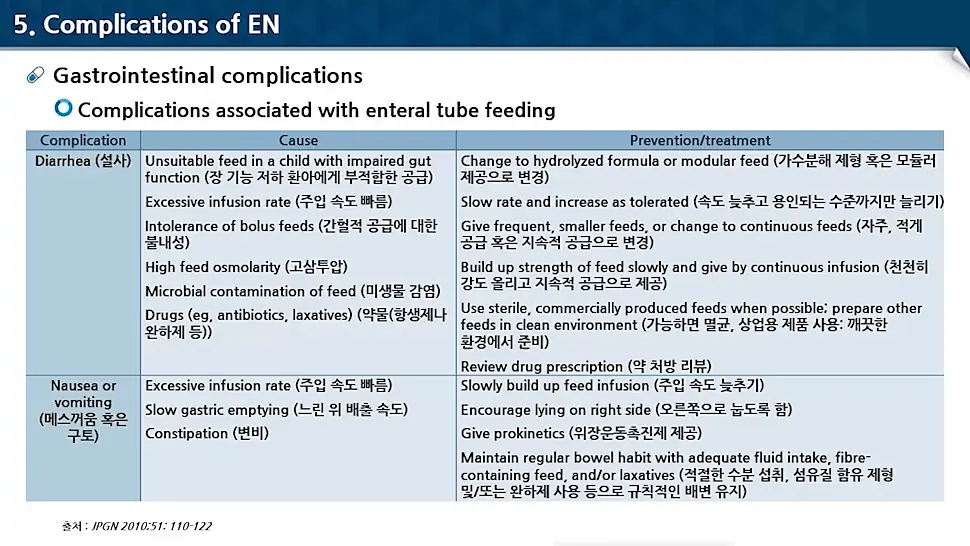 5. Complications of EN
Gastrointestinal complications
Complications associated with enteral tube feeding
Complication
Cause
Prevention/treatment
Diarrhea (설사)
Unsuitable feed in a child with impaired gut
function (장 기능 저하 환아에게 부적합한 공급)
Excessive infusion rate (주입 속도 빠름)
Intolerance of bolus feeds (간헐적 공급에 대한
불내성)
High feed osmolarity (고삼투압)
Microbial contamination of feed (미생물 감염)
Drugs (eg, antibiotics, laxatives) (약물(항생제나
완하제 등))
Change to hydrolyzed formula or modular feed (가수분해 제형 혹은 모듈러
제공으로 변경)
Slow rate and increase as tolerated (속도 늦추고 용인되는 수준까지만 늘리기)
Give frequent, smaller feeds, or change to continuous feeds (자주, 적게
공급 혹은 지속적 공급으로 변경)
Build up strength of feed slowly and give by continuous infusion (천천히
강도 올리고 지속적 공급으로 제공)
Use sterile, commercially produced feeds when possible; prepare other
feeds in clean environment (가능하면 멸균, 상업용 제품 사용: 깨끗한
환경에서 준비)
Review drug prescription (약 처방 리뷰)
Nausea or
vomiting
(메스꺼움 혹은
구토)
Excessive infusion rate (주입 속도 빠름)
Slow gastric emptying (느린 위 배출 속도)
Constipation (변비)
Slowly build up feed infusion (주입 속도 늦추기)
Encourage lying on right side (오른쪽으로 눕도록 함)
Give prokinetics (위장운동촉진제 제공)
Maintain regular bowel habit with adequate fluid intake, fibre-
containing feed, and/or laxatives (적절한 수분 섭취, 섬유질 함유 제형
및/또는 완하제 사용 등으로 규칙적인 배변 유지)
출처 : JPGN 2010;51: 110-122